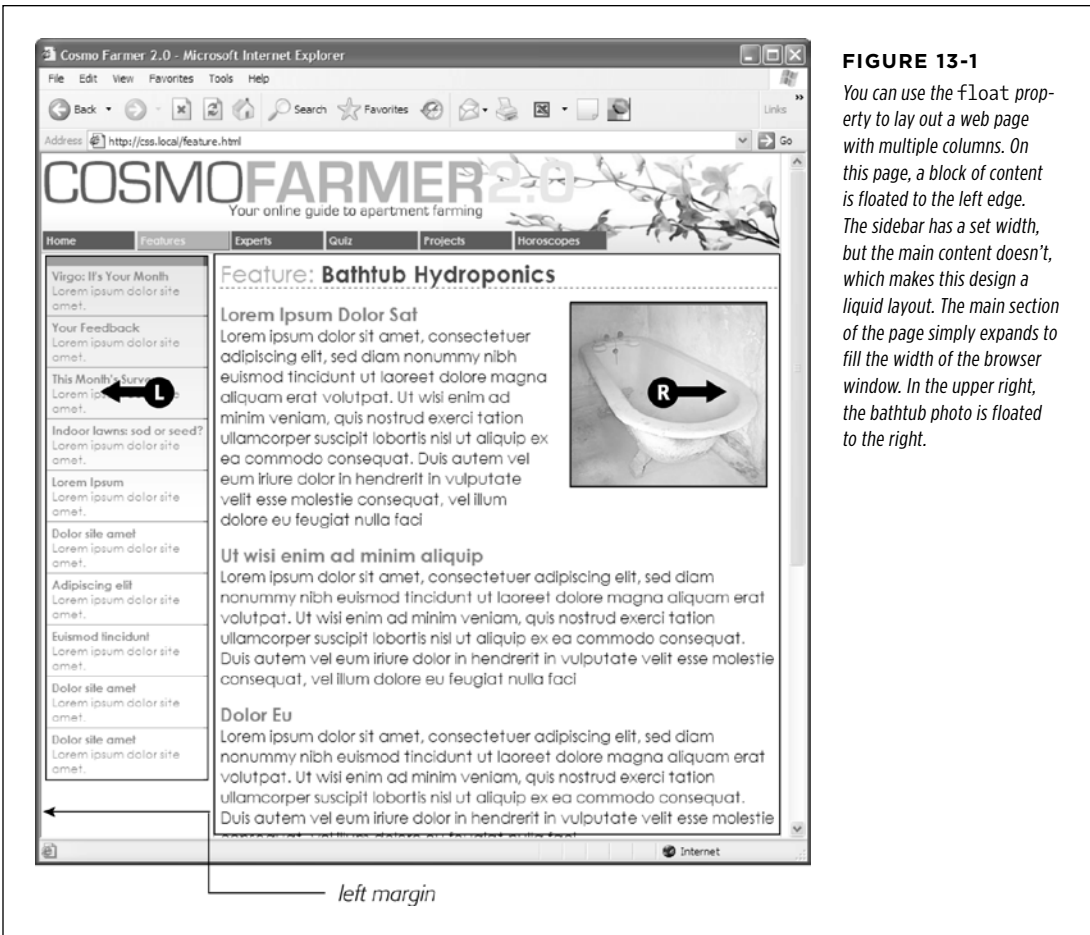 Cosmo Farmer 2.0 - Microsoft Internet Explorer
File Edit View Favorites Tools Help
Back Search Favorites Links
Address http://css.local/feature.html Go
COSMOFARMER2.0
Your online guide to apartment farming
Home Features Experts Quiz Projects Horoscopes
Virgo: It's Your Month
Lorem ipsum dolor site
amet.
Your Feedback
Lorem ipsum dolor site
amet.
This Month's Surve
Lorem ip
amet.
Indoor lawns: sod or seed?
Lorem ipsum dolor site
amet.
Lorem Ipsum
Lorem ipsum dolor site
amet.
Dolor site amet
Lorem ipsum dolor site
amet.
Adipiscing elit
Lorem ipsum dolor site
amet.
Euismod tincidunt
Lorem ipsum dolor site
amet.
Dolor site amet
Lorem ipsum dolor site
amet.
Dolor site amet
Lorem ipsum dolor site
amet.
L
Feature: Bathtub Hydroponics
Lorem Ipsum Dolor Sat
Lorem ipsum dolor sit amet, consectetuer
adipiscing elit, sed diam nonummy nibh
euismod tincidunt ut laoreet dolore magna
aliquam erat volutpat. Ut wisi enim ad
minim veniam, quis nostrud exerci tation
ullamcorper suscipit lobortis nisl ut aliquip ex
ea commodo consequat. Duis autem vel
eum iriure dolor in hendrerit in vulputate
velit esse molestie consequat, vel illum
dolore eu feugiat nulla faci
R
Ut wisi enim ad minim aliquip
Lorem ipsum dolor sit amet, consectetuer adipiscing elit, sed diam
nonummy nibh euismod tincidunt ut laoreet dolore magna aliquam erat
volutpat. Ut wisi enim ad minim veniam, quis nostrud exerci tation
ullamcorper suscipit lobortis nisl ut aliquip ex ea commodo consequat.
Duis autem vel eum iriure dolor in hendrerit in vulputate velit esse molestie
consequat, vel illum dolore eu feugiat nulla faci
Dolor Eu
Lorem ipsum dolor sit amet, consectetuer adipiscing elit, sed diam
nonummy nibh euismod tincidunt ut laoreet dolore magna aliquam erat
volutpat. Ut wisi enim ad minim veniam, quis nostrud exerci tation
ullamcorper suscipit lobortis nisl ut aliquip ex ea commodo consequat.
Duis autem vel eum iriure dolor in hendrerit in vulputate velit esse molestie
Internet
left margin
FIGURE 13-1
You can use the float prop-
erty to lay out a web page
with multiple columns. On
this page, a block of content
is floated to the left edge.
The sidebar has a set width,
but the main content doesn't,
which makes this design a
liquid layout. The main section
of the page simply expands to
fill the width of the browser
window. In the upper right,
the bathtub photo is floated
to the right.